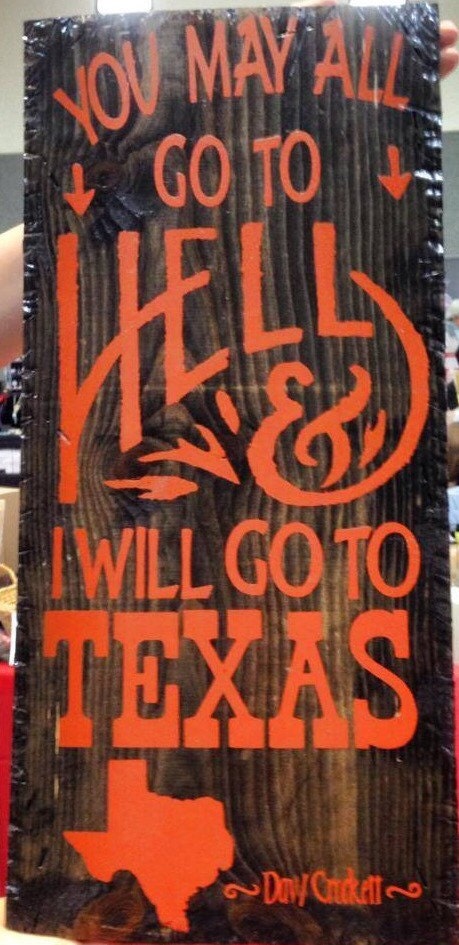 YOU MAY ALL
GO TO
HELL
&
I WILL GO TO
TEXAS
~Davy Crockett~